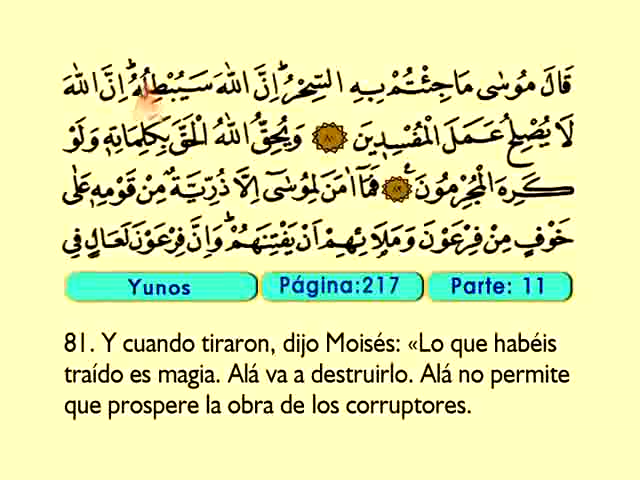 قَالَ مُوسَى مَا جِئْتُمْ بِهِ السِّحْرُ إِنَّ اللَّهَ سَيُبْطِلُهُ إِنَّ اللَّهَ
لَا يُصْلِحُ عَمَلَ الْمُفْسِدِينَ ﴿٨١﴾ وَيُحِقُّ اللَّهُ الْحَقَّ بِكَلِمَاتِهِ وَلَوْ
كَرِهَ الْمُجْرِمُونَ ﴿٨٢﴾ فَمَا آمَنَ لِمُوسَى إِلَّا ذُرِّيَّةٌ مِنْ قَوْمِهِ عَلَى
خَوْفٍ مِنْ فِرْعَوْنَ وَمَلَإِئِهِمْ أَنْ يَفْتِنَهُمْ وَإِنَّ فِرْعَوْنَ لَعَالٍ فِي
Yunos Página:217 Parte: 11
81. Y cuando tiraron, dijo Moisés: «Lo que habéis
traído es magia. Alá va a destruirlo. Alá no permite
que prospere la obra de los corruptores.